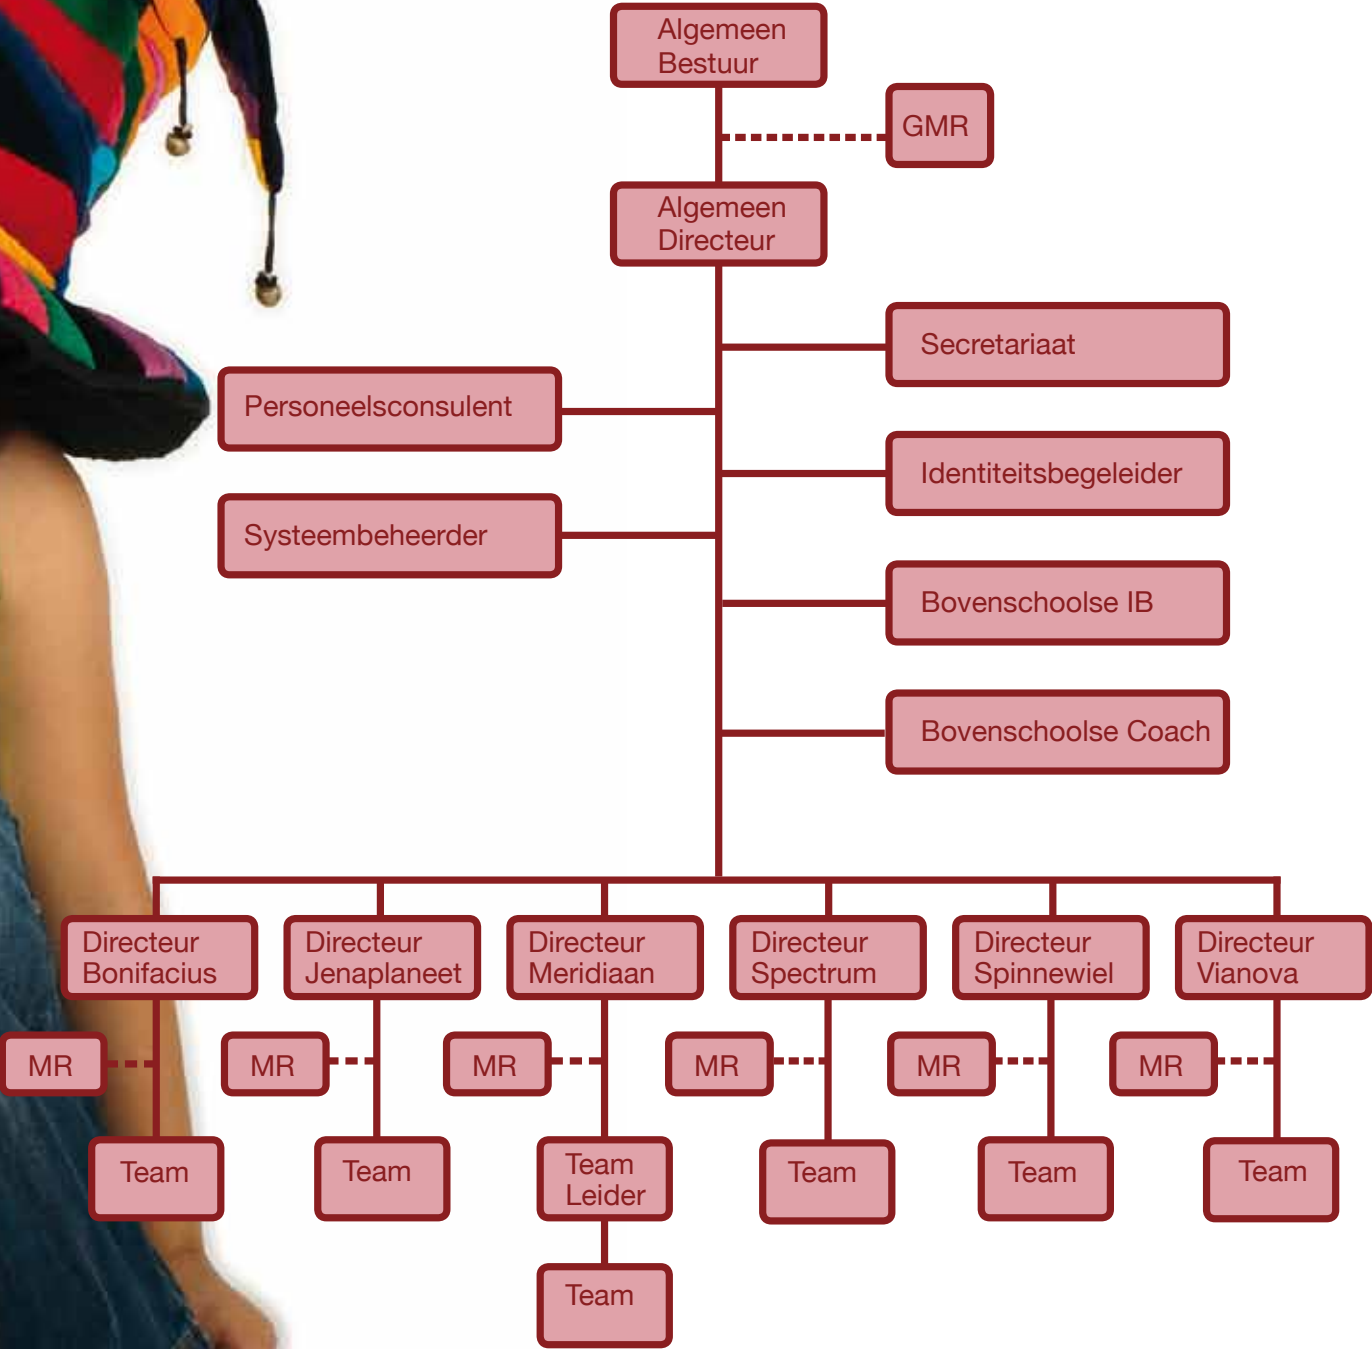 Algemeen
Bestuur
GMR
Algemeen
Directeur
Secretariaat
Personeelsconsulent
Identiteitsbegeleider
Systeembeheerder
Bovenschoolse IB
Bovenschoolse Coach
Directeur
Bonifacius
Directeur
Jenaplaneet
Directeur
Meridiaan
Directeur
Spectrum
Directeur
Spinnewiel
Directeur
Vianova
MR
MR
MR
MR
MR
MR
Team
Team
Team
Leider
Team
Team
Team
Team